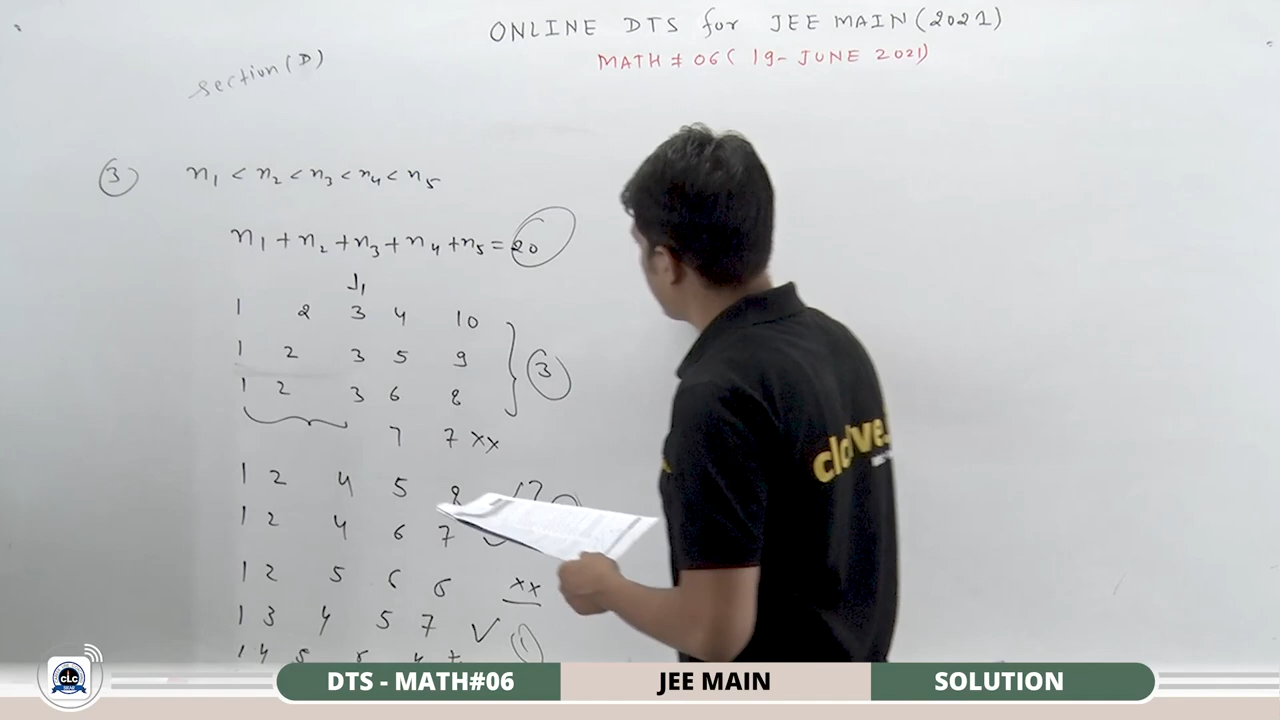 ONLINE DTS for JEE MAIN (2021)
MATH # 06 ( 19- JUNE 2021)
section (D)
3 n1 < n2 < n3 < n4 < n5
n1 + n2 + n3 + n4 + n5 = 20
1 2 3 4 10
1 2 3 5 9
1 2 3 6 8
3
7 7 xx
1 2 4 5 8
1 2 4 6 7
1 2 5 6 6 xx
1 3 4 5 7 ✓ 1
clc
DTS - MATH#06
JEE MAIN
SOLUTION